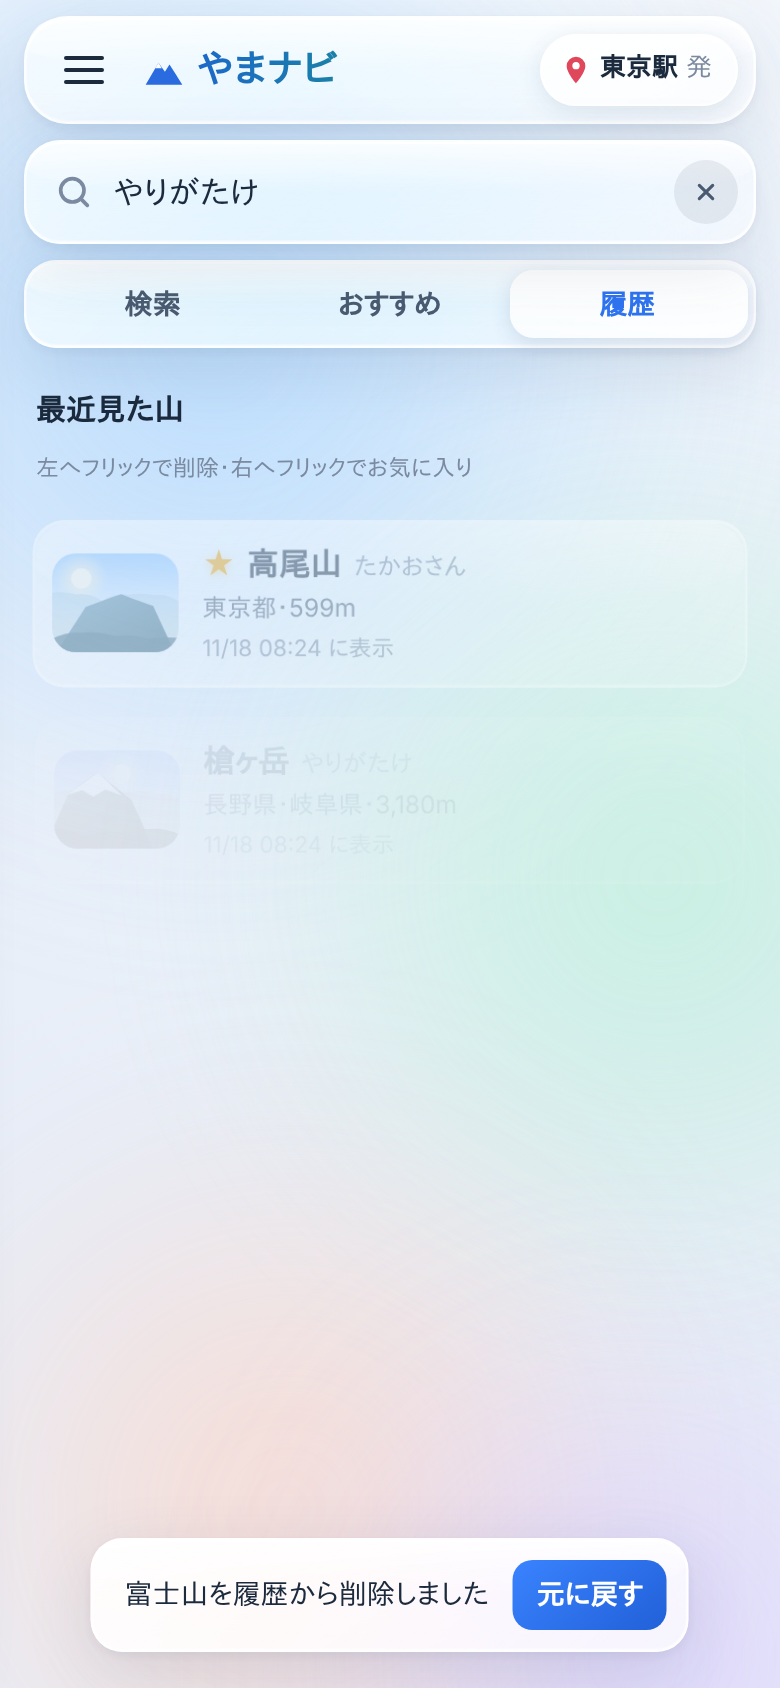 やまナビ
東京駅 発
やりがたけ
検索 おすすめ 履歴
最近見た山
左へフリックで削除・右へフリックでお気に入り
★ 高尾山 たかおさん
東京都・599m
11/18 08:24 に表示
槍ヶ岳 やりがたけ
長野県・岐阜県・3,180m
11/18 08:24 に表示
富士山を履歴から削除しました 元に戻す